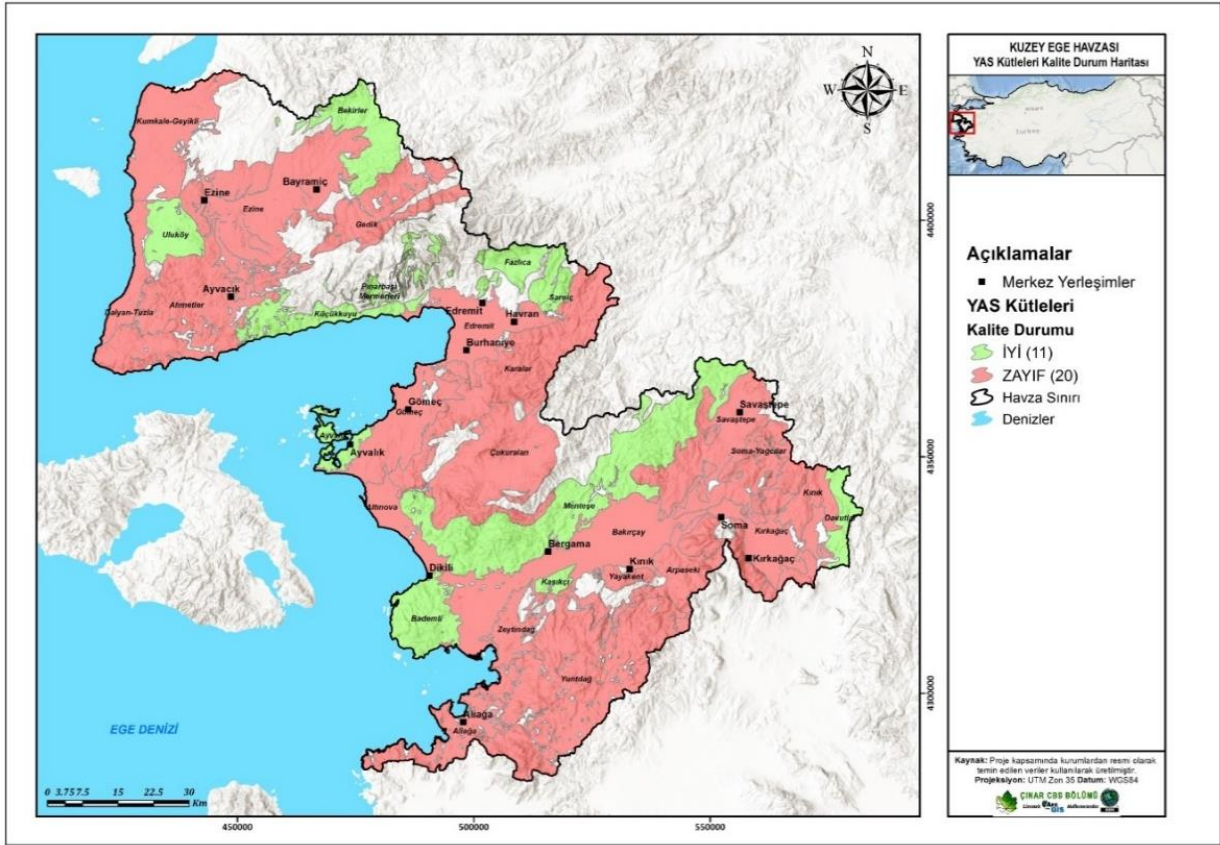 KUZEY EGE HAVZASI
YAS Kütleleri Kalite Durum Haritası
N
W
E
S
Kumkale-Geyikli
Bekirler
Bayramiç
Ezine
Ezine
Gedik
Uluköy
Fazlıca
Sarnıç
Pınarbaşı
Mermerleri
Ayvacık
Ahmetler
Dalyan-Tuzla
Küçükkuyu
Edremit
Havran
Edremit
Burhaniye
Karalar
Gömeç
Gömeç
Savaştepe
Savaştepe
Ayvalık
Çukuralan
Soma-Yağcılar
Altınova
Menteşe
Kınık
Bakırçay
Soma
Kırkağaç
Bergama
Kırkağaç
Kınık
Yayakent
Arpaseki
Dikili
Kaşıkçı
Bademli
Zeytindağ
Yuntdağ
Aliağa
Aliağa
EGE DENİZİ
0 3.75 7.5 15 22.5 30
Km
450000
500000
550000
4400000
4350000
4300000
Açıklamalar
Merkez Yerleşimler
YAS Kütleleri
Kalite Durumu
İYİ (11)
ZAYIF (20)
Havza Sınırı
Denizler
Kaynak: Proje kapsamında kurumlardan resmi olarak
temin edilen veriler kullanılarak üretilmiştir.
Projeksiyon: UTM Zon 35 Datum: WGS84
ÇINAR CBS BÖLÜMÜ
GIS